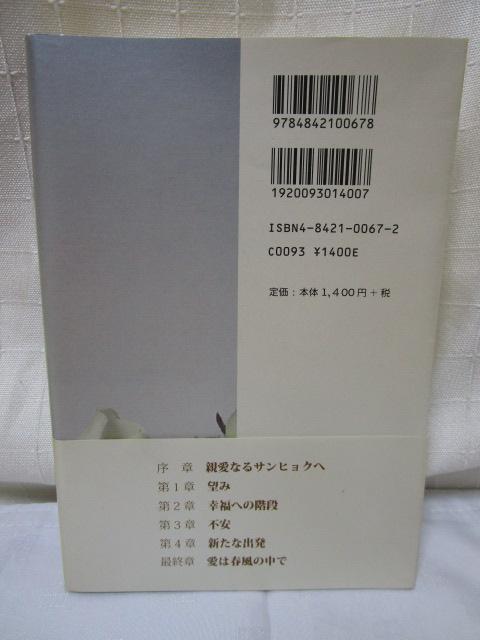 9784842100678
1920093014007
ISBN4-8421-0067-2
C0093 ¥1400E
定価：本体1,400円＋税
序　章　親愛なるサンヒョクへ
第1章　望み
第2章　幸福への階段
第3章　不安
第4章　新たな出発
最終章　愛は春風の中で